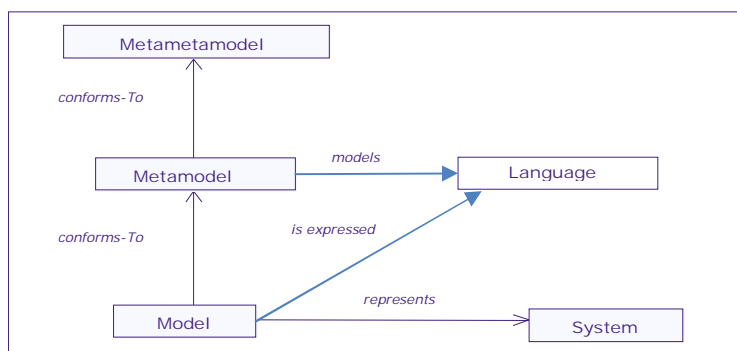 Metametamodel
conforms-To
models
Metamodel
Language
conforms-To
is expressed
represents
Model
System